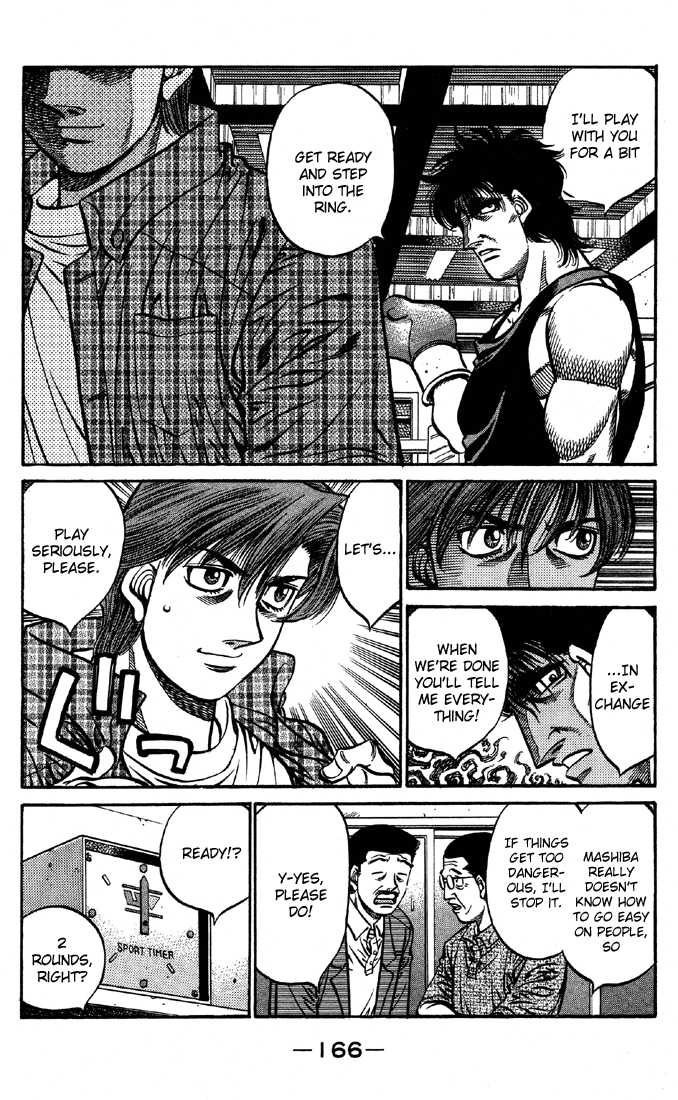 I'LL PLAY
WITH YOU
FOR A BIT
GET READY
AND STEP
INTO THE
RING.
...IN
EX-
CHANGE
WHEN
WE'RE DONE
YOU'LL TELL
ME EVERY-
THING!
LET'S...
PLAY
SERIOUSLY,
PLEASE.
ビッ
MASHIBA
REALLY
DOESN'T
KNOW HOW
TO GO EASY
ON PEOPLE,
SO
IF THINGS
GET TOO
DANGER-
OUS, I'LL
STOP IT.
Y-YES,
PLEASE
DO!
READY!?
SPORT TIMER
2
ROUNDS,
RIGHT?
—166—